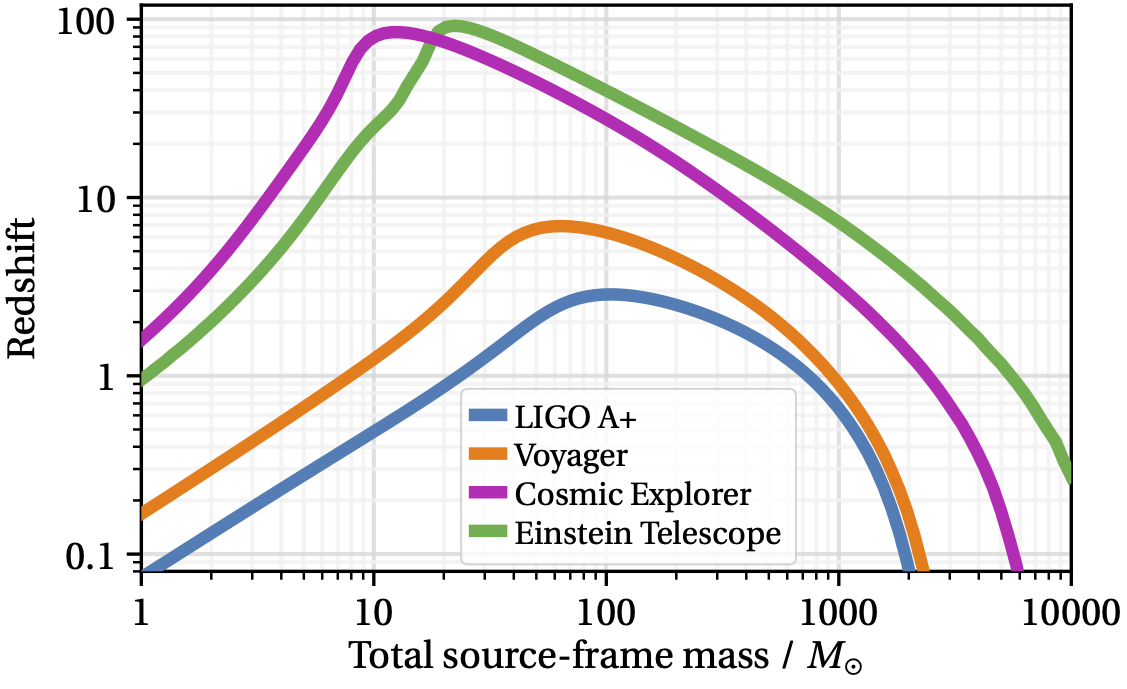 Redshift
100
10
1
0.1
LIGO A+
Voyager
Cosmic Explorer
Einstein Telescope
1 10 100 1000 10000
Total source-frame mass / M☉